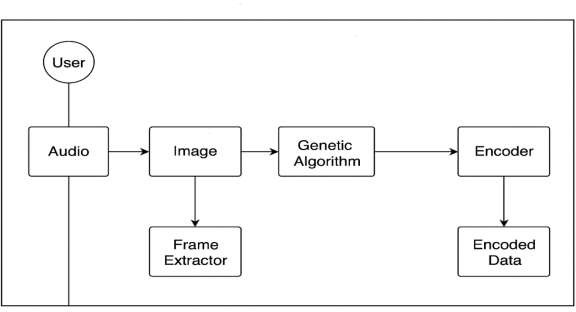 User
Audio
Image
Genetic
Algorithm
Encoder
Frame
Extractor
Encoded
Data